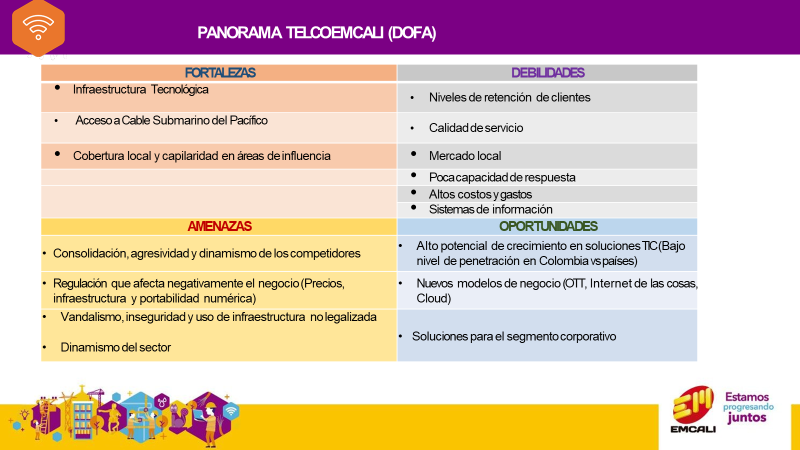 PANORAMA TELCOEMCALI (DOFA)
FORTALEZAS
• Infraestructura Tecnológica
• Acceso a Cable Submarino del Pacífico
• Cobertura local y capilaridad en áreas de influencia
DEBILIDADES
• Niveles de retención de clientes
• Calidad de servicio
• Mercado local
• Poca capacidad de respuesta
• Altos costos y gastos
• Sistemas de información
AMENAZAS
• Consolidación, agresividad y dinamismo de los competidores
• Regulación que afecta negativamente el negocio (Precios,
infraestructura y portabilidad numérica)
• Vandalismo, inseguridad y uso de infraestructura no legalizada
• Dinamismo del sector
OPORTUNIDADES
• Alto potencial de crecimiento en soluciones TIC (Bajo
nivel de penetración en Colombia vs países)
• Nuevos modelos de negocio (OTT, Internet de las cosas,
Cloud)
• Soluciones para el segmento corporativo
EM
EMCALI
Estamos
progresando
juntos